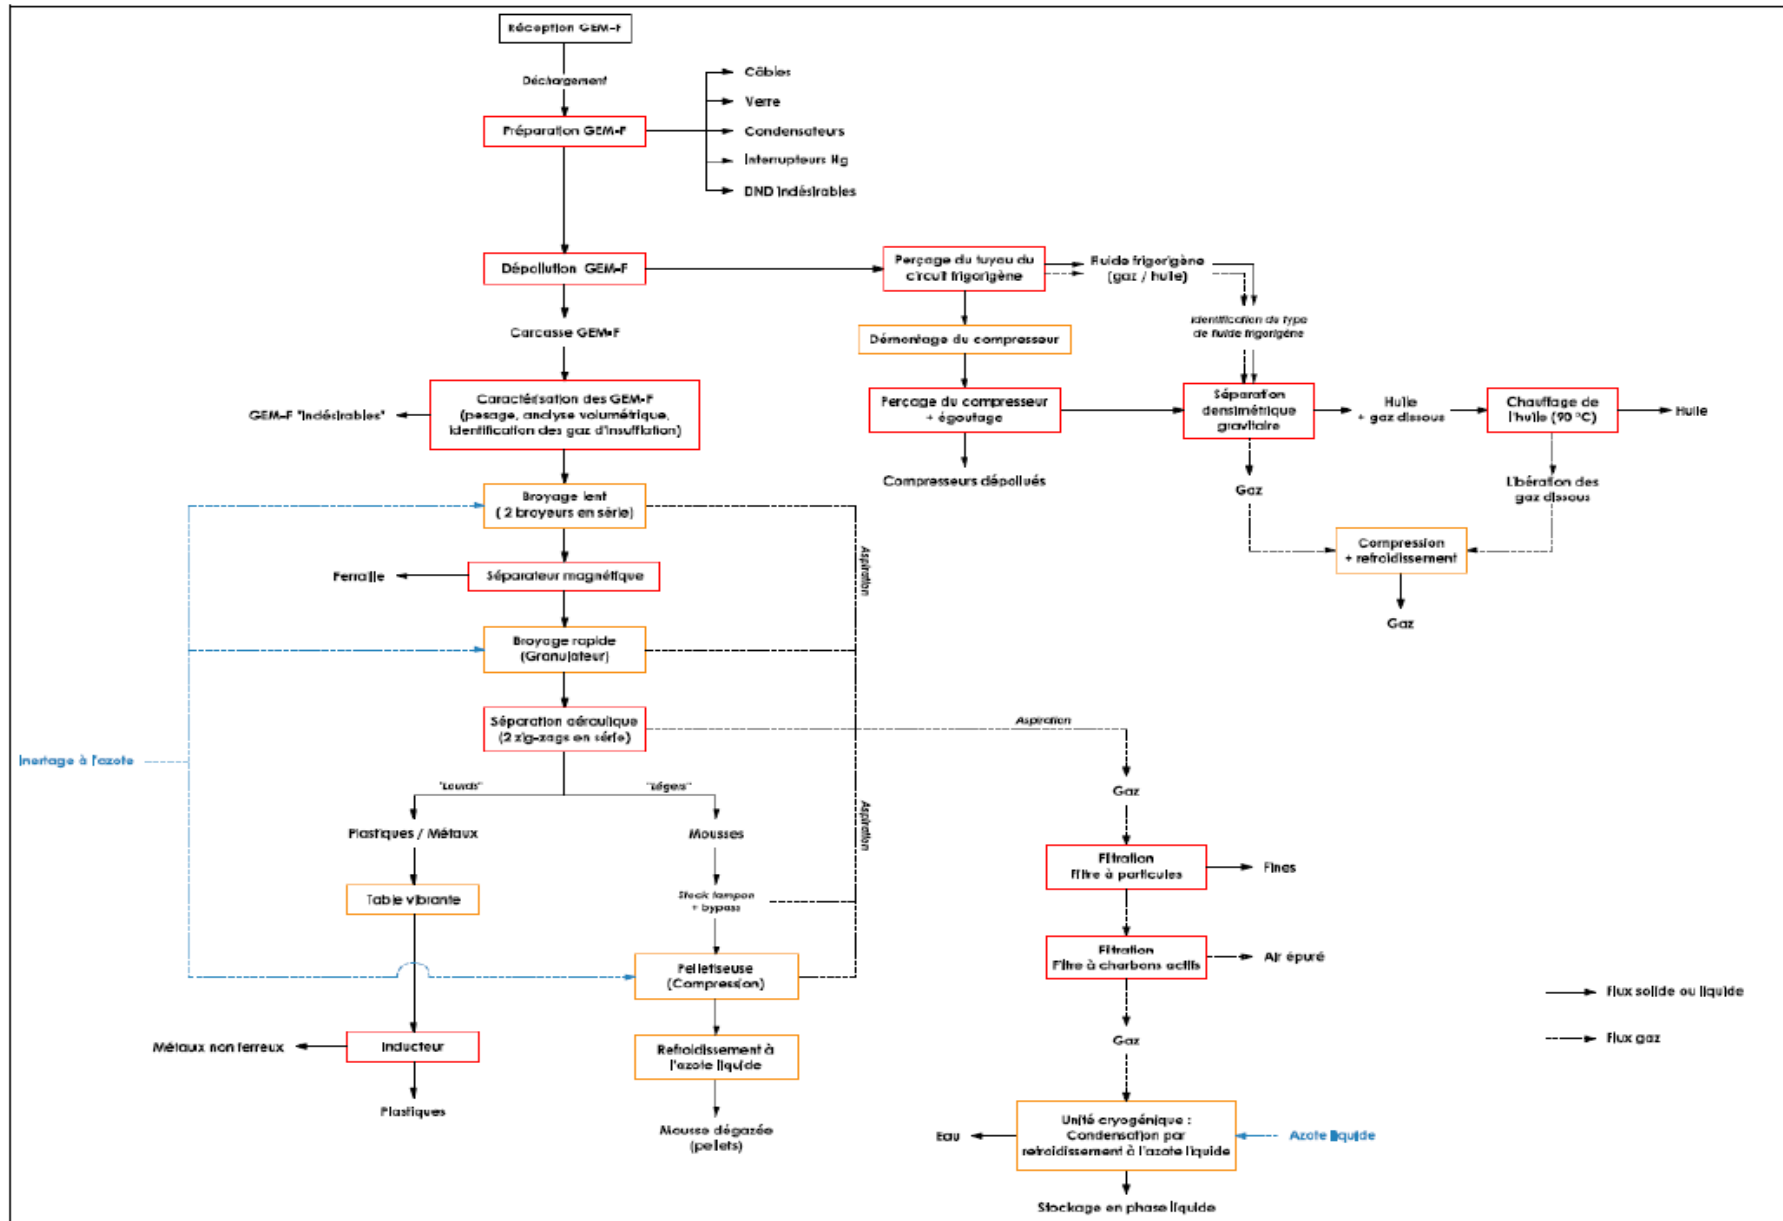 Réception GEM-F
Déchargement
Préparation GEM-F
Câbles
Verre
Condensateurs
Interrupteurs Hg
DND indésirables
Dépollution GEM-F
Perçage du tuyau du
circuit frigorigène
Fluide frigorigène
(gaz / huile)
Identification de type
de fluide frigorigène
Démontage du compresseur
Carcasse GEM-F
Caractérisation des GEM-F
(pesage, analyse volumétrique,
identification des gaz d'insufflation)
GEM-F "indésirables"
Perçage du compresseur
+ égoutage
Compresseurs dépollués
Séparation
densimétrique
gravitaire
Huile
+ gaz dissous
Chauffage de
l'huile (90 °C)
Huile
Gaz
Libération des
gaz dissous
Compression
+ refroidissement
Gaz
Broyage lent
( 2 broyeurs en série)
Aspiration
Ferraille
Séparateur magnétique
Broyage rapide
(Granulateur)
Séparation aéraulique
(2 zig-zags en série)
Aspiration
Inertage à l'azote
"Lourds"
"Légers"
Aspiration
Gaz
Plastiques / Métaux
Mousses
Filtration
Filtre à particules
Fines
Table vibrante
Stock tampon
+ bypass
Filtration
Filtre à charbons actifs
Air épuré
Pelletiseuse
(Compression)
Flux solide ou liquide
Flux gaz
Métaux non ferreux
Inducteur
Refroidissement à
l'azote liquide
Gaz
Plastiques
Mousse dégazée
(pellets)
Eau
Unité cryogénique :
Condensation par
refroidissement à l'azote liquide
Azote liquide
Stockage en phase liquide